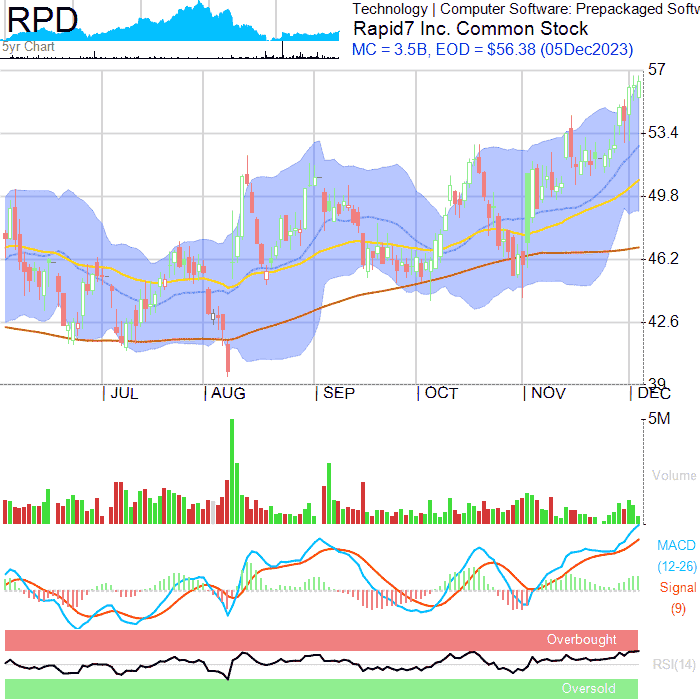 RPD
5yr Chart
Technology | Computer Software: Prepackaged Softw
Rapid7 Inc. Common Stock
MC = 3.5B, EOD = $56.38 (05Dec2023)
57
53.4
49.8
46.2
42.6
39
JUL
AUG
SEP
OCT
NOV
DEC
5M
Volume
MACD
(12-26)
Signal
(9)
Overbought
RSI(14)
Oversold